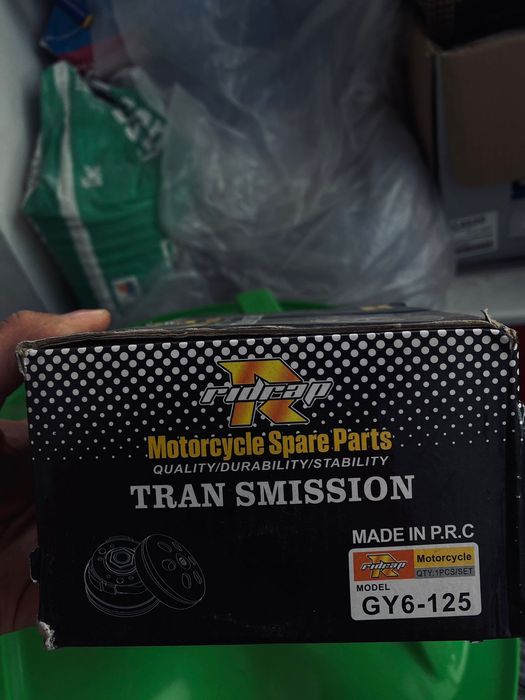 R
ridcap
Motorcycle Spare Parts
QUALITY/DURABILITY/STABILITY
TRAN SMISSION
MADE IN P.R.C
R ridcap Motorcycle
QTY.1PCS/SET
MODEL
GY6-125